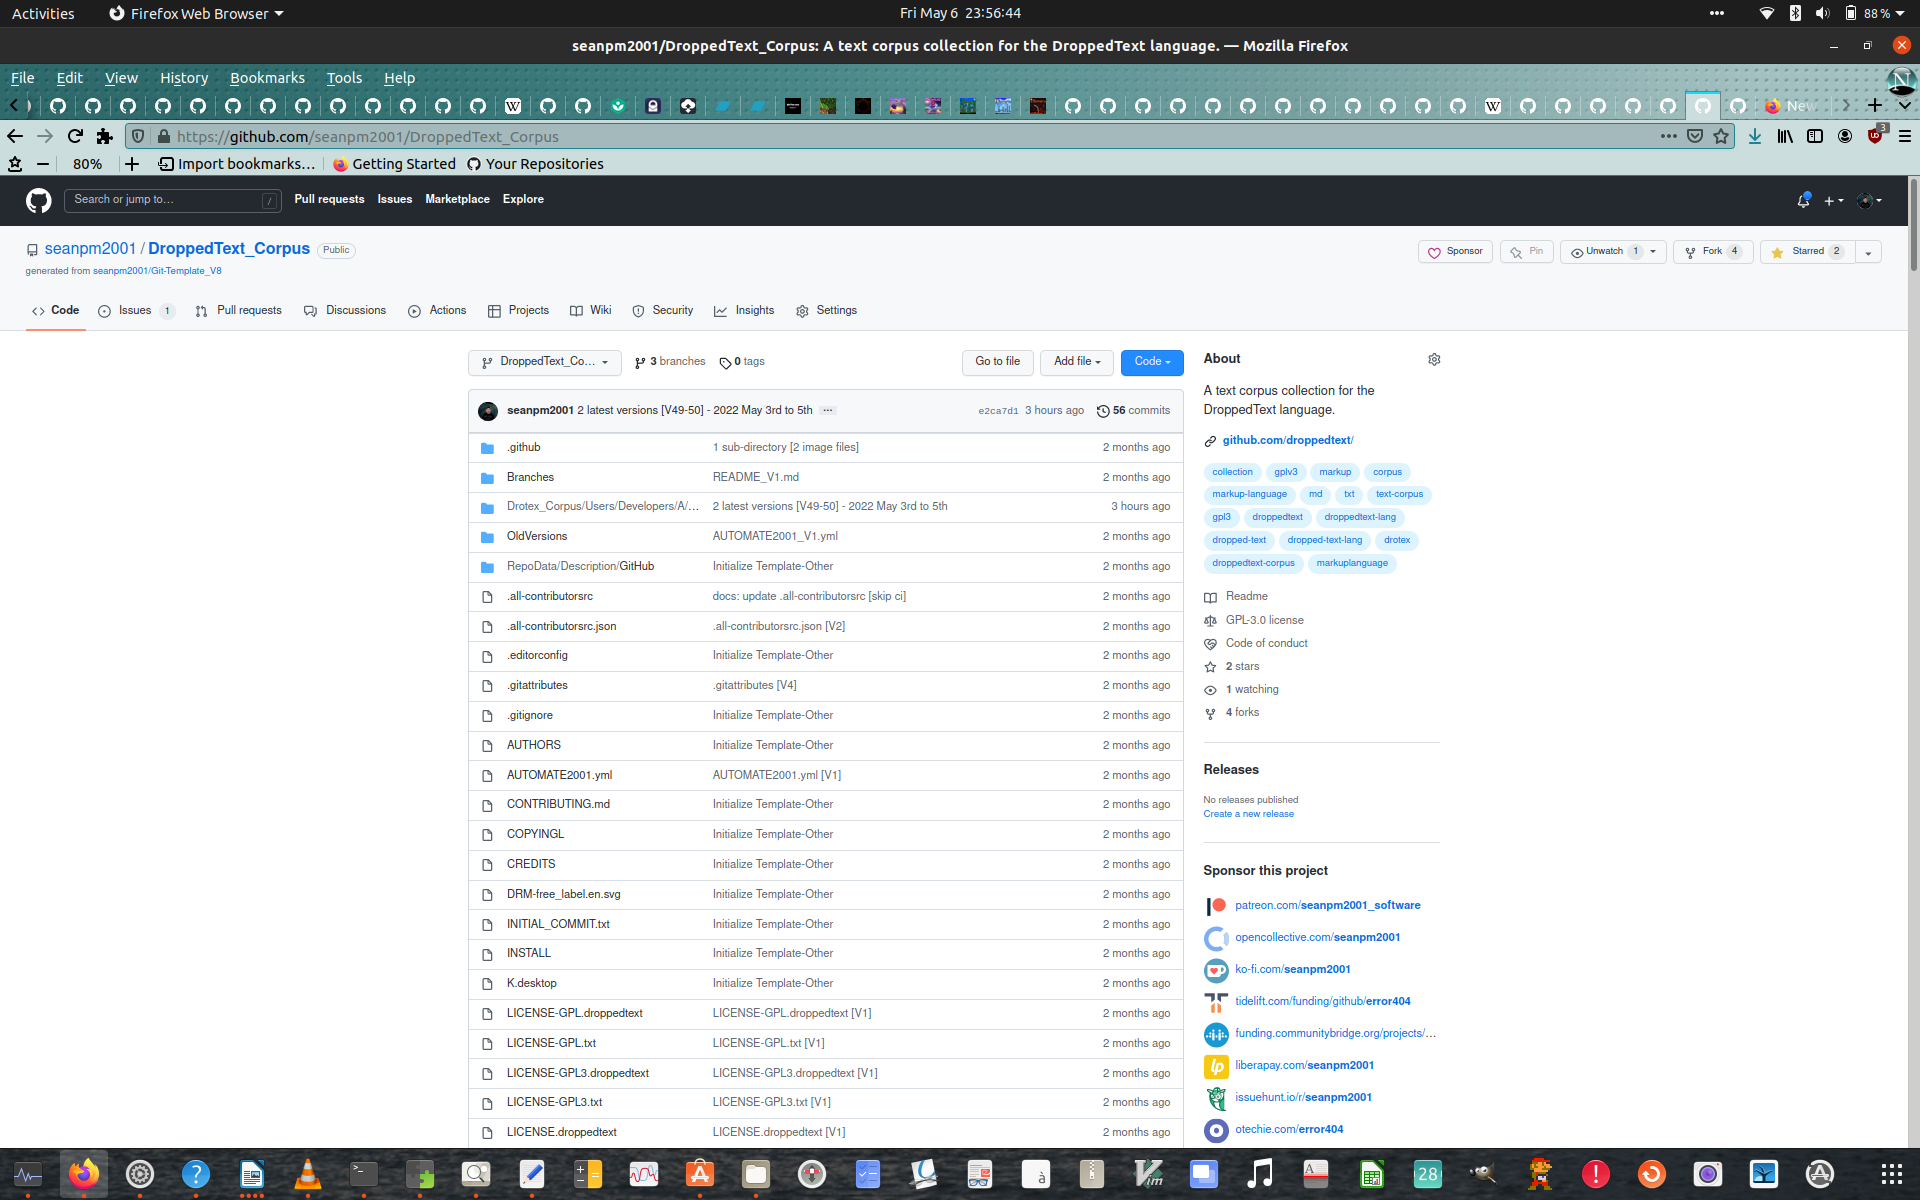 Activities Firefox Web Browser Fri May 6 23:56:44 88 %
seanpm2001/DroppedText_Corpus: A text corpus collection for the DroppedText language. — Mozilla Firefox
File Edit View History Bookmarks Tools Help
W W New
https://github.com/seanpm2001/DroppedText_Corpus 3
80% Import bookmarks… Getting Started Your Repositories
Search or jump to… / Pull requests Issues Marketplace Explore
seanpm2001 / DroppedText_Corpus Public Sponsor Pin Unwatch 1 Fork 4 Starred 2
generated from seanpm2001/Git-Template_V8
Code Issues 1 Pull requests Discussions Actions Projects Wiki Security Insights Settings
DroppedText_Co… 3 branches 0 tags Go to file Add file Code
seanpm2001 2 latest versions [V49-50] - 2022 May 3rd to 5th … e2ca7d1 3 hours ago 56 commits
.github 1 sub-directory [2 image files] 2 months ago
Branches README_V1.md 2 months ago
Drotex_Corpus/Users/Developers/A/… 2 latest versions [V49-50] - 2022 May 3rd to 5th 3 hours ago
OldVersions AUTOMATE2001_V1.yml 2 months ago
RepoData/Description/GitHub Initialize Template-Other 2 months ago
.all-contributorsrc docs: update .all-contributorsrc [skip ci] 2 months ago
.all-contributorsrc.json .all-contributorsrc.json [V2] 2 months ago
.editorconfig Initialize Template-Other 2 months ago
.gitattributes .gitattributes [V4] 2 months ago
.gitignore Initialize Template-Other 2 months ago
AUTHORS Initialize Template-Other 2 months ago
AUTOMATE2001.yml AUTOMATE2001.yml [V1] 2 months ago
CONTRIBUTING.md Initialize Template-Other 2 months ago
COPYINGL Initialize Template-Other 2 months ago
CREDITS Initialize Template-Other 2 months ago
DRM-free_label.en.svg Initialize Template-Other 2 months ago
INITIAL_COMMIT.txt Initialize Template-Other 2 months ago
INSTALL Initialize Template-Other 2 months ago
K.desktop Initialize Template-Other 2 months ago
LICENSE-GPL.droppedtext LICENSE-GPL.droppedtext [V1] 2 months ago
LICENSE-GPL.txt LICENSE-GPL.txt [V1] 2 months ago
LICENSE-GPL3.droppedtext LICENSE-GPL3.droppedtext [V1] 2 months ago
LICENSE-GPL3.txt LICENSE-GPL3.txt [V1] 2 months ago
LICENSE.droppedtext LICENSE.droppedtext [V1] 2 months ago
About
A text corpus collection for the
DroppedText language.
github.com/droppedtext/
collection gplv3 markup corpus
markup-language md txt text-corpus
gpl3 droppedtext droppedtext-lang
dropped-text dropped-text-lang drotex
droppedtext-corpus markuplanguage
Readme
GPL-3.0 license
Code of conduct
2 stars
1 watching
4 forks
Releases
No releases published
Create a new release
Sponsor this project
patreon.com/seanpm2001_software
opencollective.com/seanpm2001
ko-fi.com/seanpm2001
tidelift.com/funding/github/error404
funding.communitybridge.org/projects/…
lp liberapay.com/seanpm2001
issuehunt.io/r/seanpm2001
otechie.com/error404
28